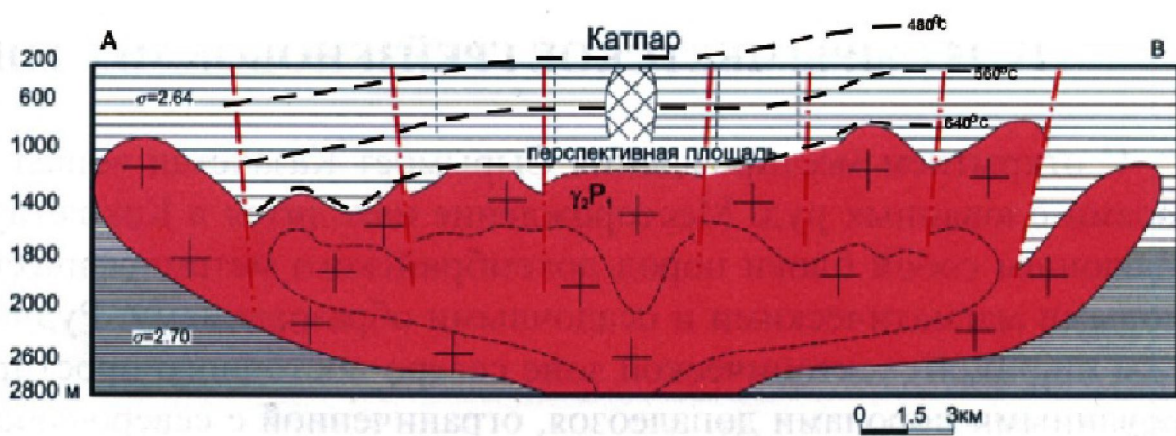 480°C
А Катпар В
200
560°C
σ=2.64
600
640°C
1000
перспективная площадь
1400
γ₂P₁
1800
2000
σ=2.70
2600
2800 м
0 1.5 3км